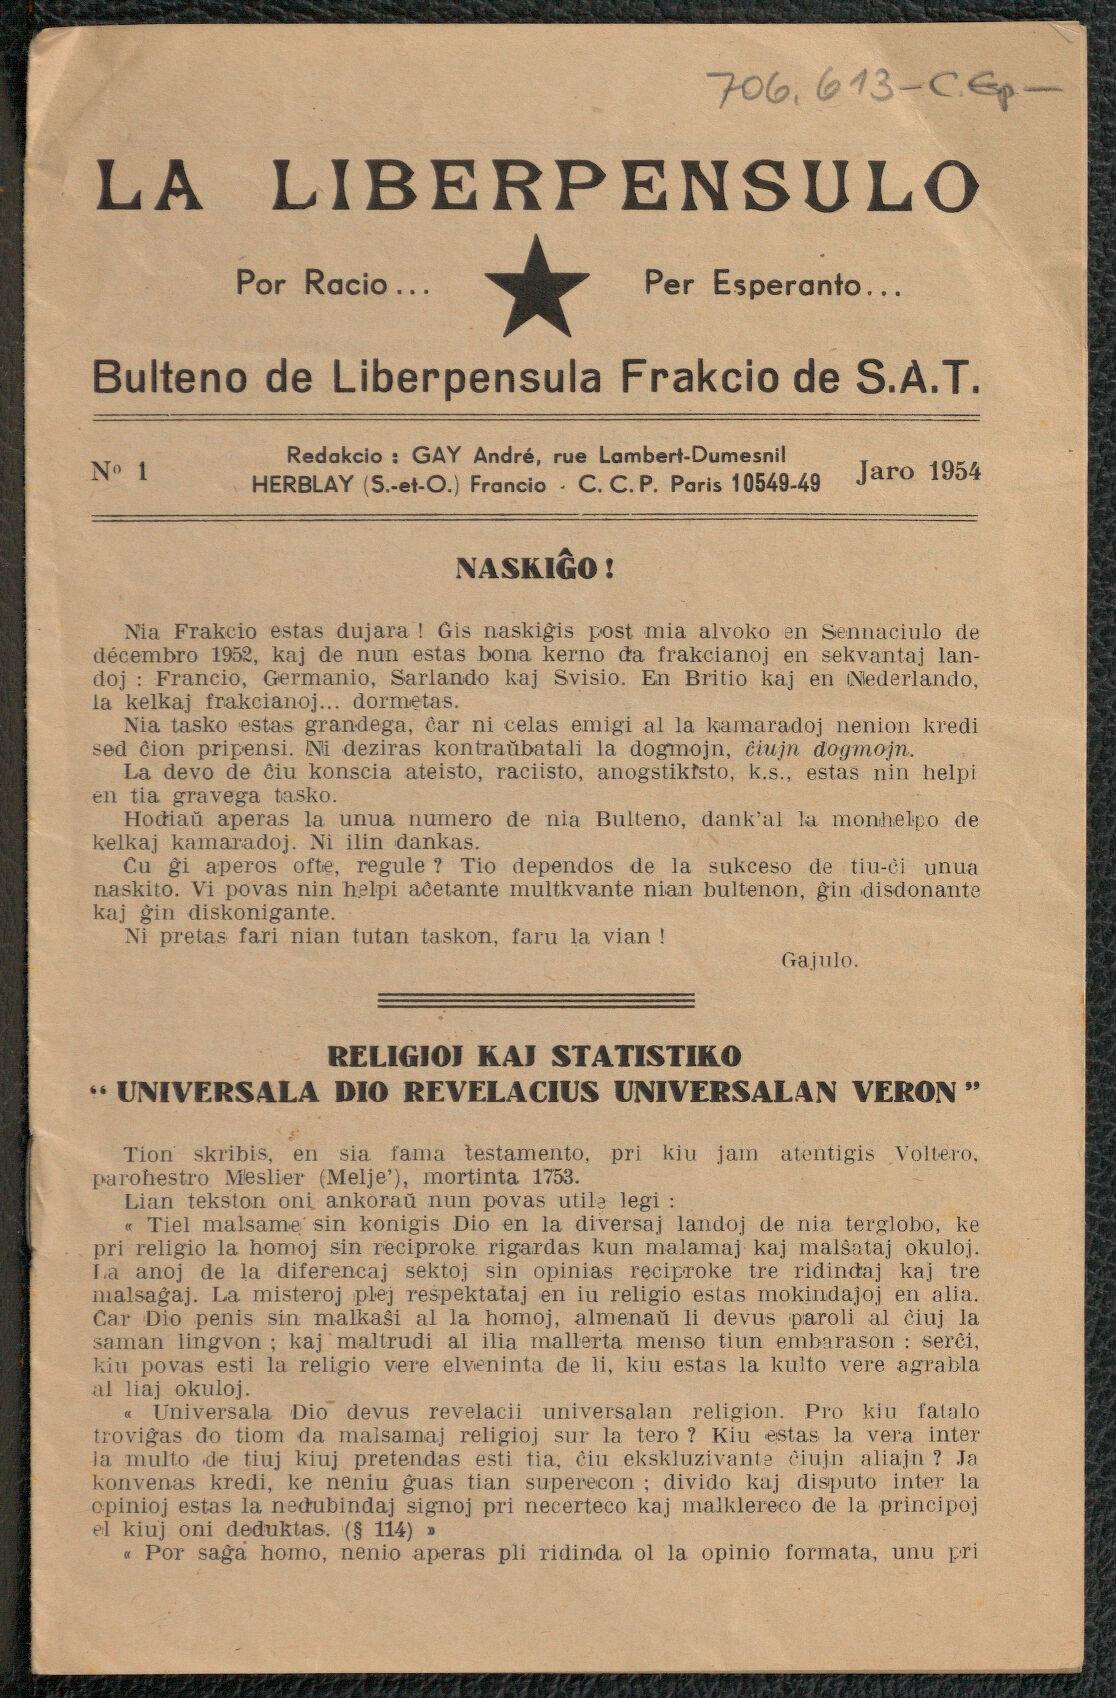 706.613-C.Ep-
LA LIBERPENSULO
Por Racio... ★ Per Esperanto...
Bulteno de Liberpensula Frakcio de S.A.T.
Nº 1
Redakcio : GAY André, rue Lambert-Dumesnil
HERBLAY (S.-et-O.) Francio - C.C.P. Paris 10549-49
Jaro 1954
NASKIĜO !
Nia Frakcio estas dujara ! Ĝis naskiĝis post mia alvoko en Sennaciulo de
décembro 1952, kaj de nun estas bona kerno da frakcianoj en sekvantaj lan-
doj : Francio, Germanio, Sarlando kaj Svisio. En Britio kaj en Nederlando,
la kelkaj frakcianoj... dormetas.
Nia tasko estas grandega, ĉar ni celas emigi al la kamaradoj nenion kredi
sed ĉion pripensi. Ni deziras kontraŭbatali la dogmojn, ĉiujn dogmojn.
La devo de ĉiu konscia ateisto, raciisto, anogstikisto, k.s., estas nin helpi
en tia gravega tasko.
Hodiaŭ aperas la unua numero de nia Bulteno, dank'al la monhelpo de
kelkaj kamaradoj. Ni ilin dankas.
Ĉu ĝi aperos ofte, regule ? Tio dependos de la sukceso de tiu-ĉi unua
naskito. Vi povas nin helpi aĉetante multkvante nian bultenon, ĝin disdonante
kaj ĝin diskonigante.
Ni pretas fari nian tutan taskon, faru la vian !
Gajulo.
RELIGIOJ KAJ STATISTIKO
“ UNIVERSALA DIO REVELACIUS UNIVERSALAN VERON ”
Tion skribis, en sia fama testamento, pri kiu jam atentigis Voltero,
paroĥestro Meslier (Melje'), mortinta 1753.
Lian tekston oni ankoraŭ nun povas utile legi :
« Tiel malsame sin konigis Dio en la diversaj landoj de nia terglobo, ke
pri religio la homoj sin reciproke rigardas kun malamaj kaj malŝataj okuloj.
La anoj de la diferencaj sektoj sin opinias reciproke tre ridindaj kaj tre
malsaĝaj. La misteroj plej respektataj en iu religio estas mokindajoj en alia.
Ĉar Dio penis sin malkaŝi al la homoj, almenaŭ li devus paroli al ĉiuj la
saman lingvon ; kaj maltrudi al ilia mallerta menso tiun embarason : serĉi,
kiu povas esti la religio vere elveninta de li, kiu estas la kulto vere agrabla
al liaj okuloj.
« Universala Dio devus revelacii universalan religion. Pro kiu fatalo
troviĝas do tiom da malsamaj religioj sur la tero ? Kiu estas la vera inter
la multo de tiuj kiuj pretendas esti tia, ĉiu ekskluzivante ĉiujn aliajn ? Ja
konvenas kredi, ke neniu ĝuas tian superecon ; divido kaj disputo inter la
opinioj estas la nedubindaj signoj pri necerteco kaj malklereco de la principoj
el kiuj oni deduktas. (§ 114) »
« Por saĝa homo, nenio aperas pli ridinda ol la opinio formata, unu pri